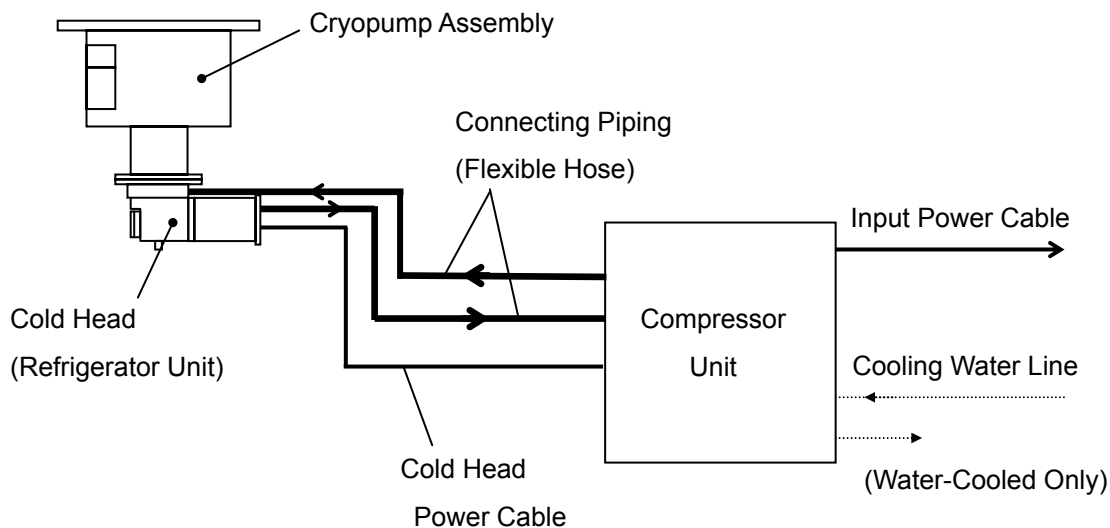 Cryopump Assembly
Connecting Piping
(Flexible Hose)
Input Power Cable
Cold Head
(Refrigerator Unit)
Compressor
Unit
Cooling Water Line
Cold Head
Power Cable
(Water-Cooled Only)